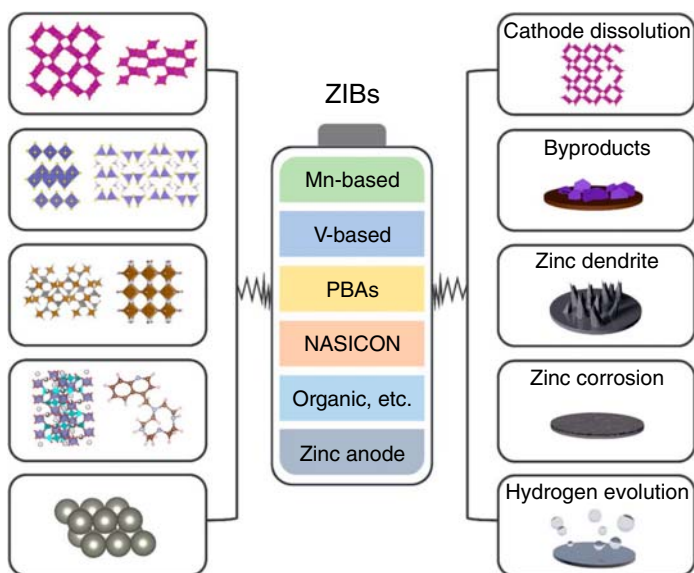 ZIBs
Mn-based
V-based
PBAs
NASICON
Organic, etc.
Zinc anode
Cathode dissolution
Byproducts
Zinc dendrite
Zinc corrosion
Hydrogen evolution